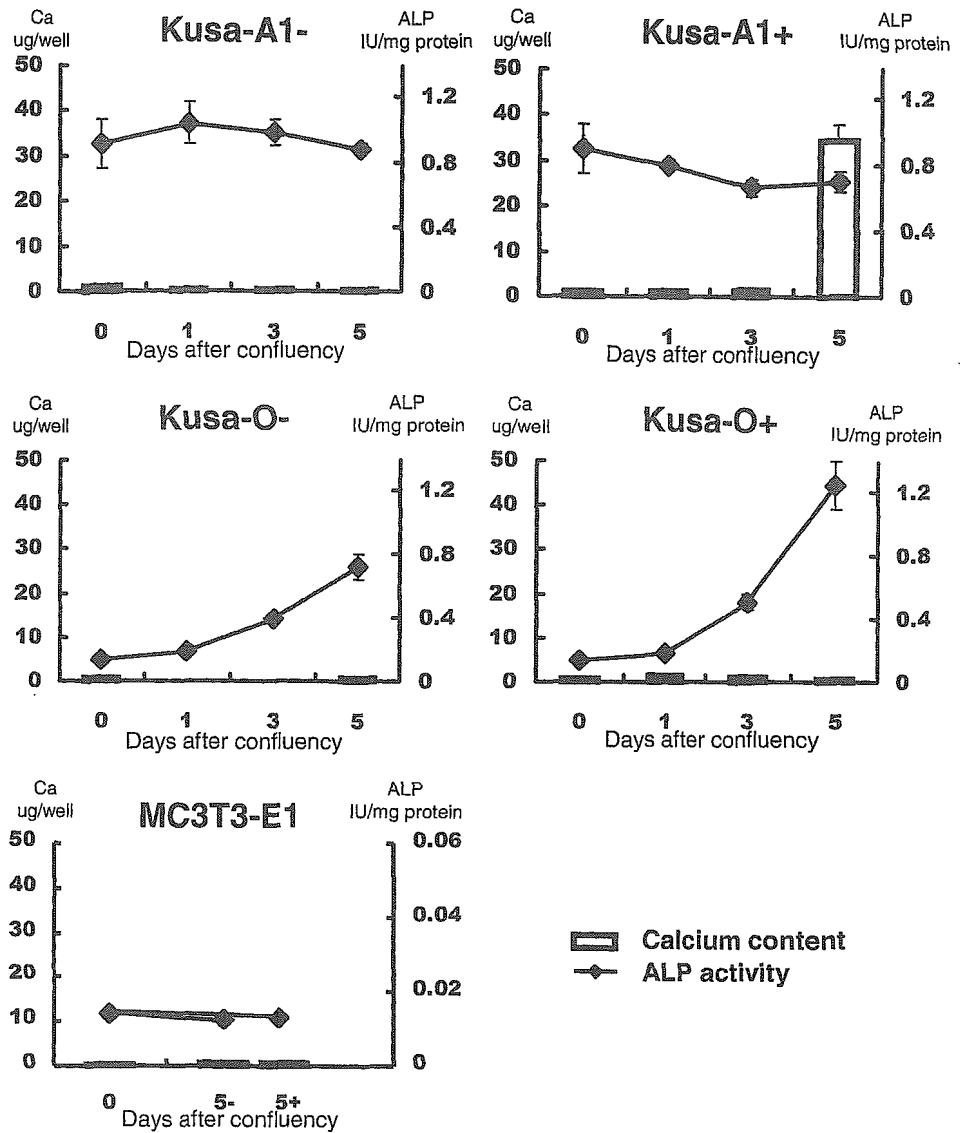 Ca
ug/well
Kusa-A1-
ALP
IU/mg protein
50
40
30
20
10
0
1.2
0.8
0.4
0
0 1 3 5
Days after confluency
Ca
ug/well
Kusa-A1+
ALP
IU/mg protein
50
40
30
20
10
0
1.2
0.8
0.4
0
0 1 3 5
Days after confluency
Ca
ug/well
Kusa-O-
ALP
IU/mg protein
50
40
30
20
10
0
1.2
0.8
0.4
0
0 1 3 5
Days after confluency
Ca
ug/well
Kusa-O+
ALP
IU/mg protein
50
40
30
20
10
0
1.2
0.8
0.4
0
0 1 3 5
Days after confluency
Ca
ug/well
MC3T3-E1
ALP
IU/mg protein
50
40
30
20
10
0
0.06
0.04
0.02
0
0 5- 5+
Days after confluency
Calcium content
ALP activity